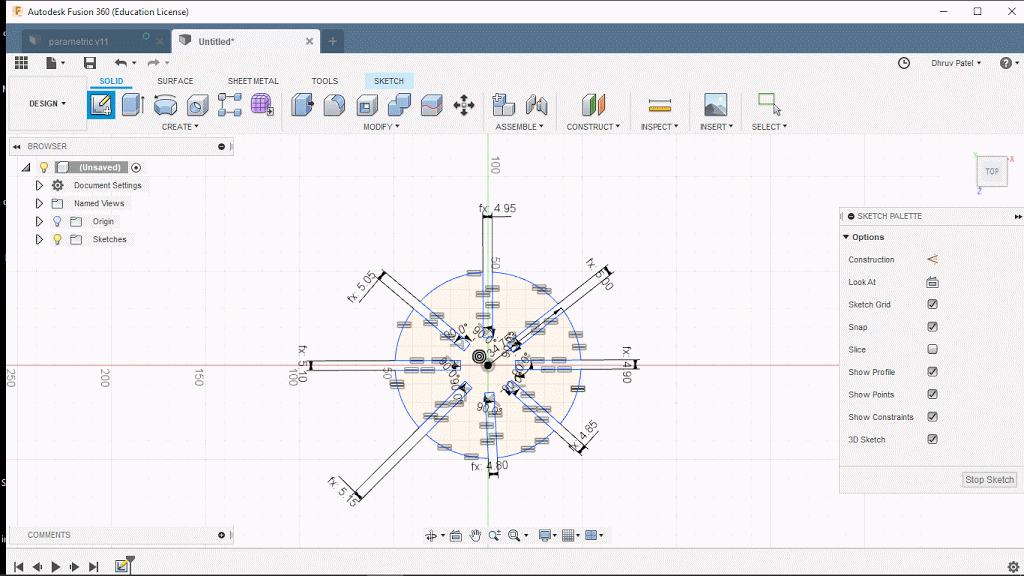 Autodesk Fusion 360 (Education License)
parametric v11
Untitled*
Dhruv Patel
SOLID SURFACE SHEET METAL TOOLS SKETCH
DESIGN
CREATE MODIFY ASSEMBLE CONSTRUCT INSPECT INSERT SELECT
BROWSER
(Unsaved)
Document Settings
Named Views
Origin
Sketches
100
50
fx: 4.95
fx: 5.05
fx: 5.00
fx: 5.10
fx: 4.90
250
200
150
100
50
90.0°
fx: 4.85
fx: 4.80
fx: 5.15
TOP
X
Z
SKETCH PALETTE
Options
Construction
Look At
Sketch Grid
Snap
Slice
Show Profile
Show Points
Show Constraints
3D Sketch
Stop Sketch
COMMENTS